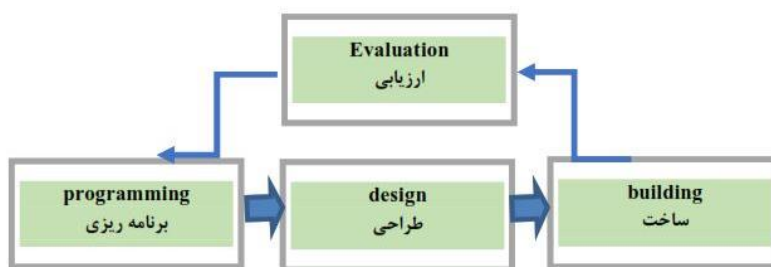 Evaluation
ارزیابی
programming
برنامه ریزی
design
طراحی
building
ساخت